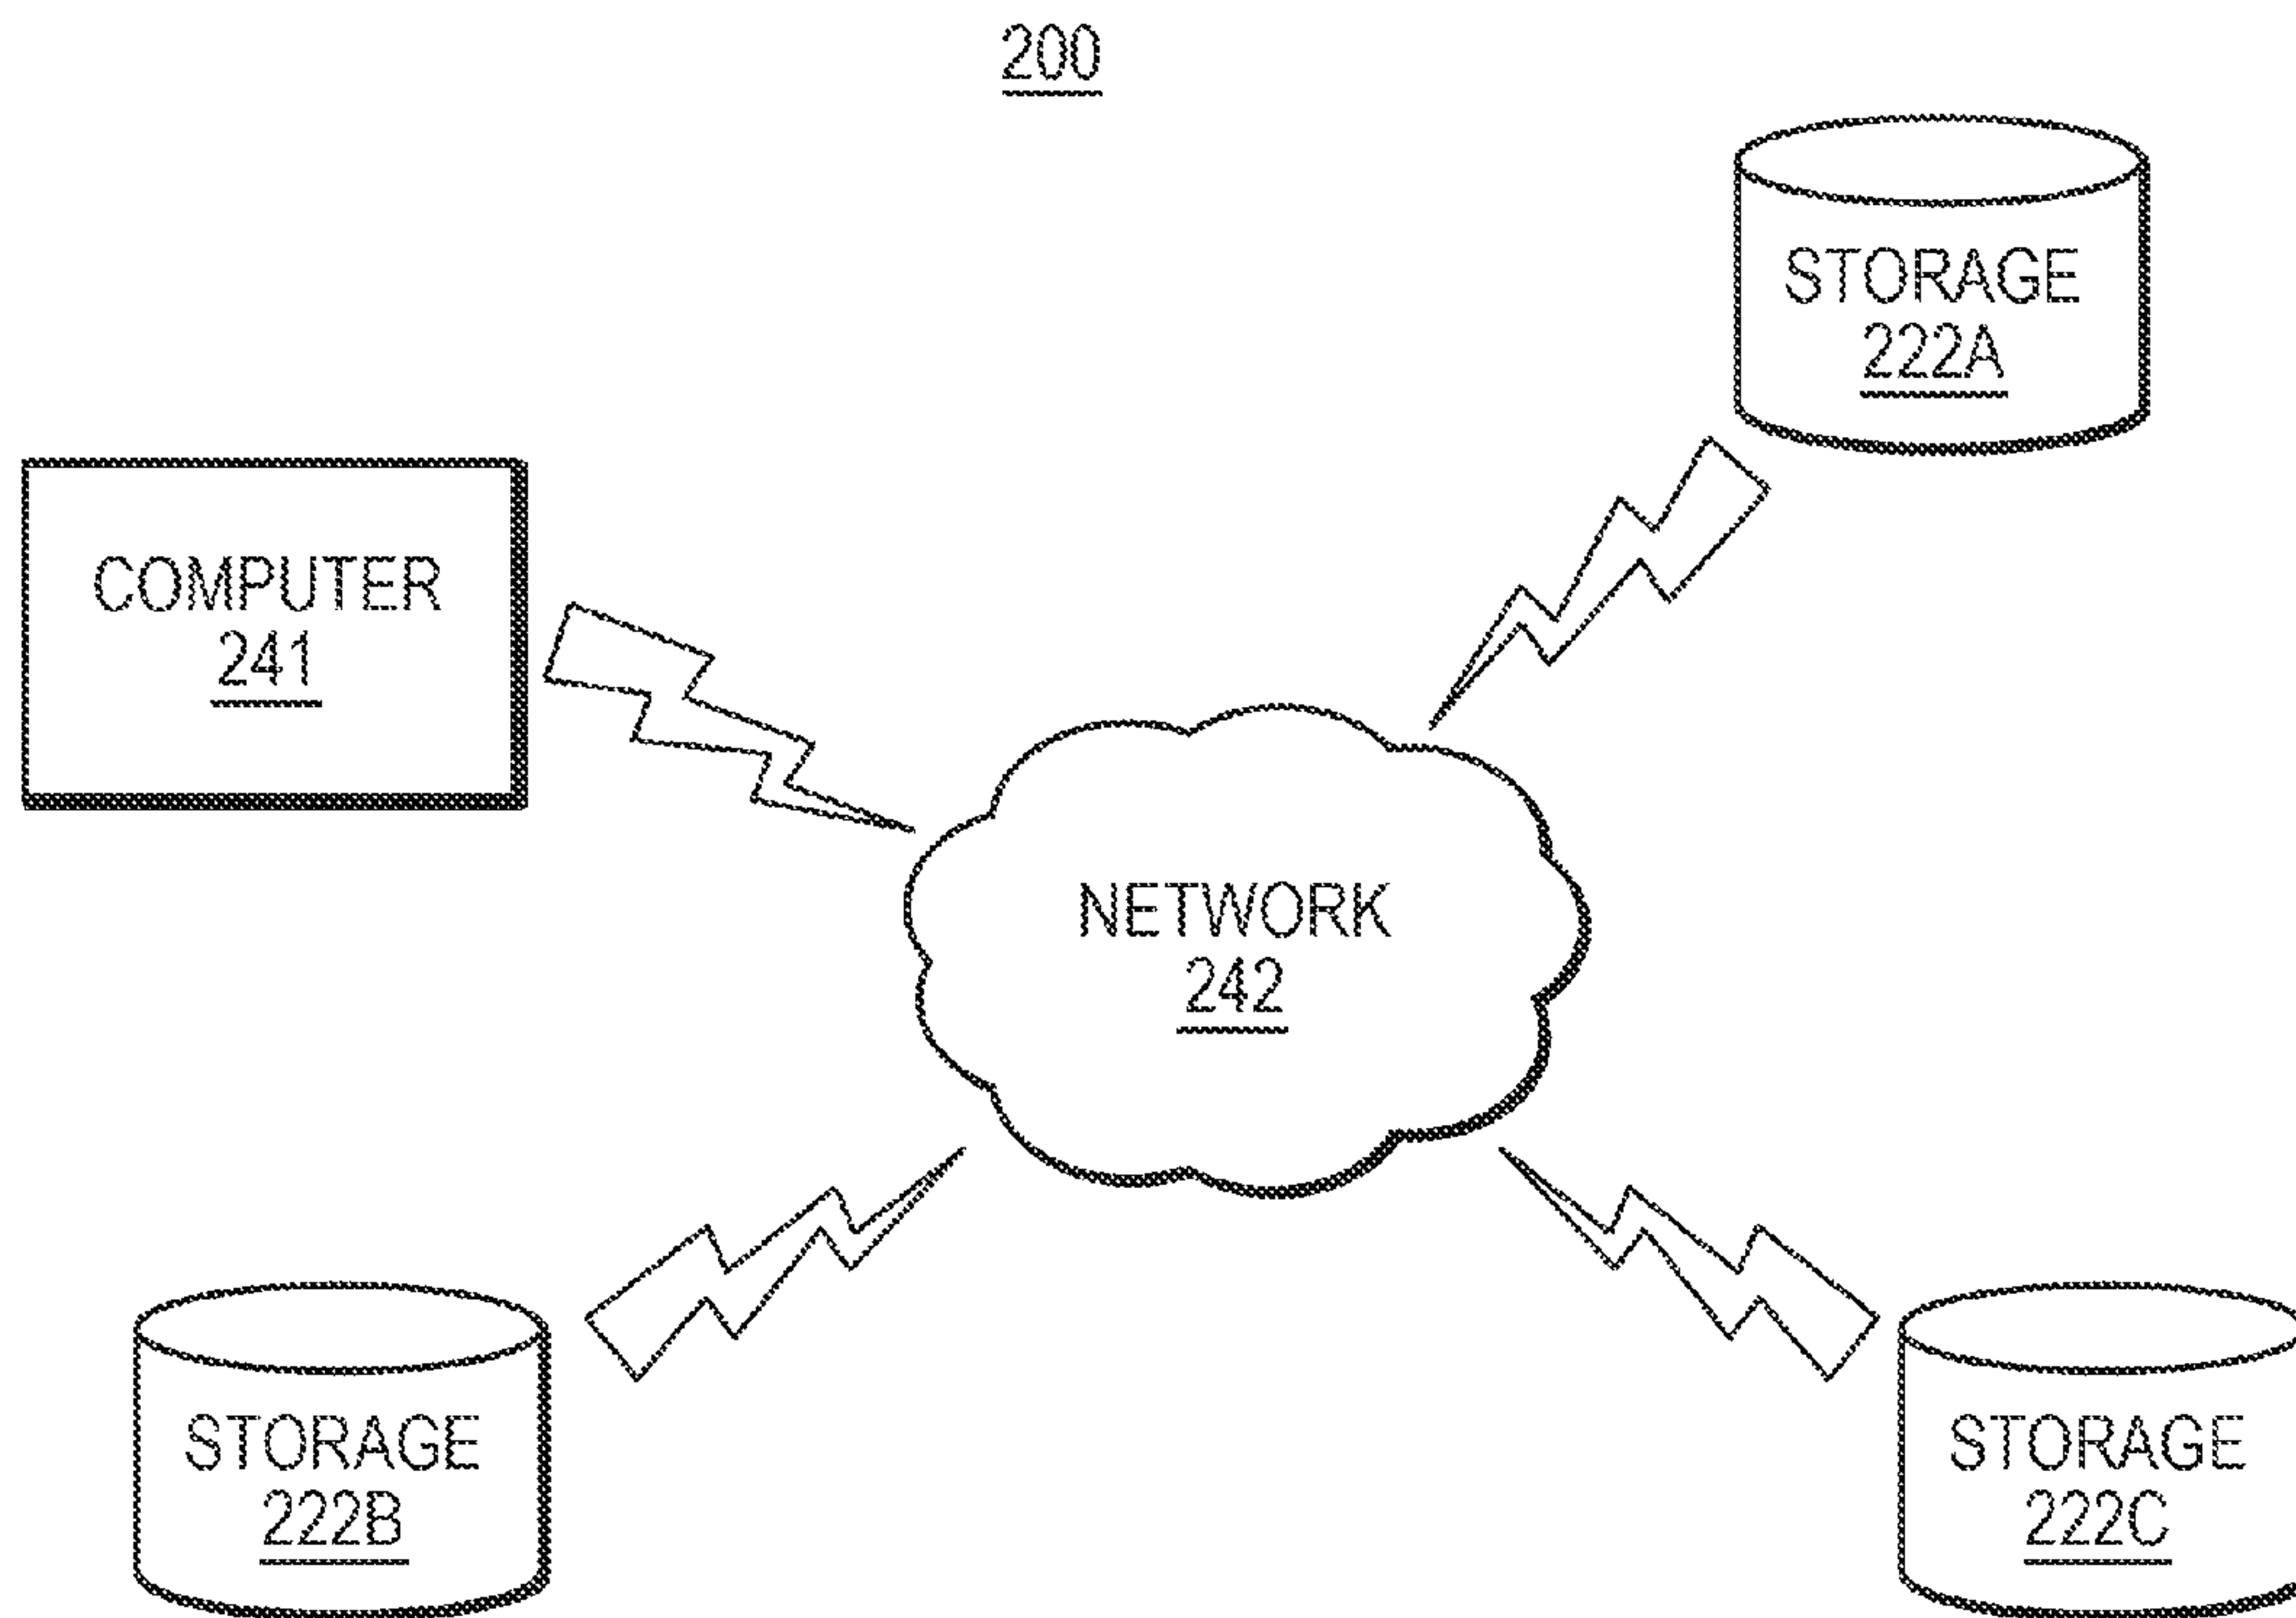 200
STORAGE
222A
COMPUTER
241
NETWORK
242
STORAGE
222B
STORAGE
222C